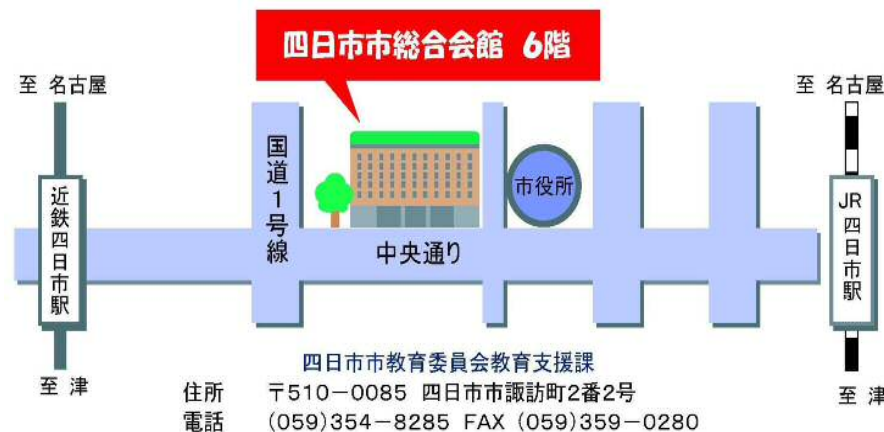 四日市市総合会館 6階
至 名古屋
至 名古屋
国道1号線
市役所
近鉄四日市駅
JR四日市駅
中央通り
至 津
至 津
四日市市教育委員会教育支援課
住所 〒510-0085 四日市市諏訪町2番2号
電話 (059)354-8285 FAX (059)359-0280